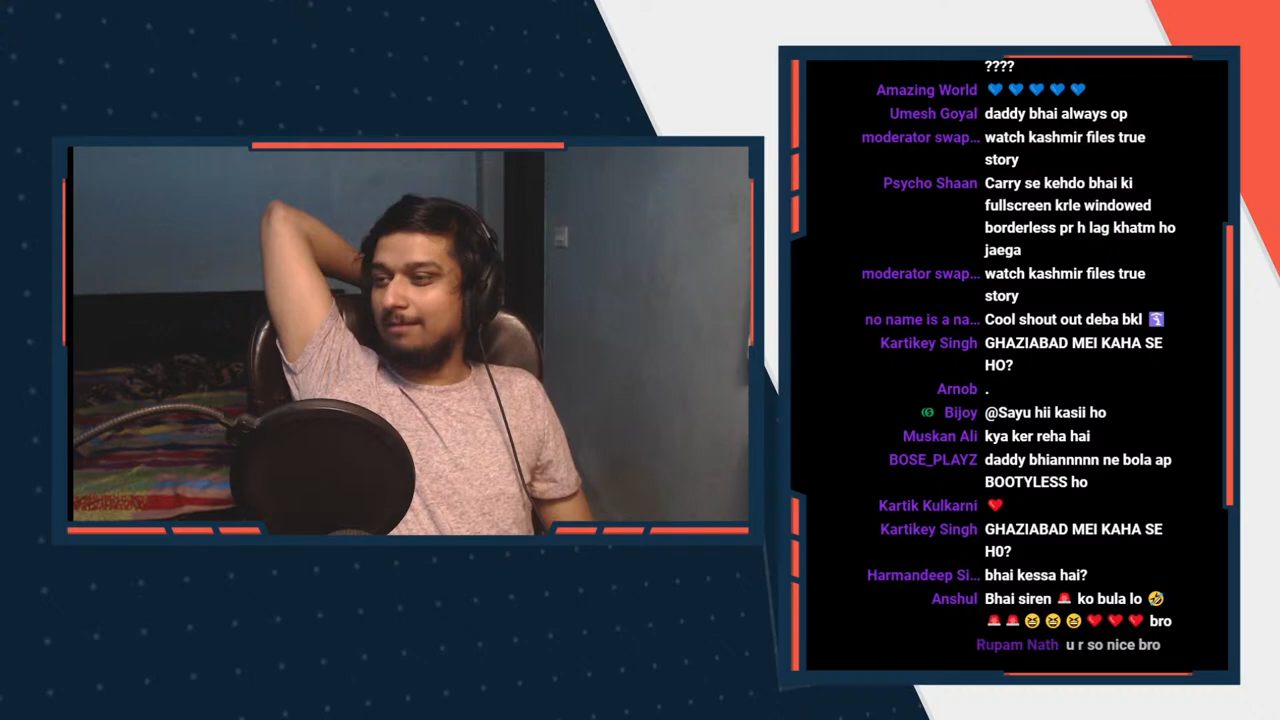 ????
Amazing World 💙 💙 💙 💙 💙
Umesh Goyal daddy bhai always op
moderator swap... watch kashmir files true
story
Psycho Shaan Carry se kehdo bhai ki
fullscreen krle windowed
borderless pr h lag khatm ho
jaega
moderator swap... watch kashmir files true
story
no name is a na... Cool shout out deba bkl 🛐
Kartikey Singh GHAZIABAD MEI KAHA SE
HO?
Arnob .
Bijoy @Sayu hii kasii ho
Muskan Ali kya ker reha hai
BOSE_PLAYZ daddy bhiannnnn ne bola ap
BOOTYLESS ho
Kartik Kulkarni ❤️
Kartikey Singh GHAZIABAD MEI KAHA SE
H0?
Harmandeep Si... bhai kessa hai?
Anshul Bhai siren 🚨 ko bula lo 🤣
🚨 🚨 😆 😆 😆 ❤️ ❤️ ❤️ bro
Rupam Nath u r so nice bro